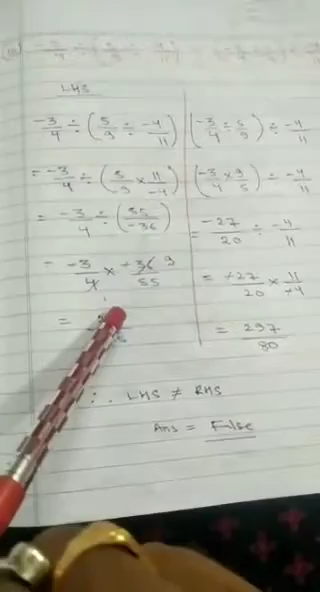 LHS
-3/4 ÷ (5/9 ÷ -4/11)
= -3/4 ÷ (5/9 × 11/-4)
= -3/4 ÷ (55/-36)
= -3/4 × -36/55 9
1
=
(-3/4 ÷ 5/9) ÷ -4/11
(-3/4 × 9/5) ÷ -4/11
= -27/20 ÷ -4/11
= -27/20 × 11/-4
= 297/80
∴ LHS ≠ RHS
Ans = False